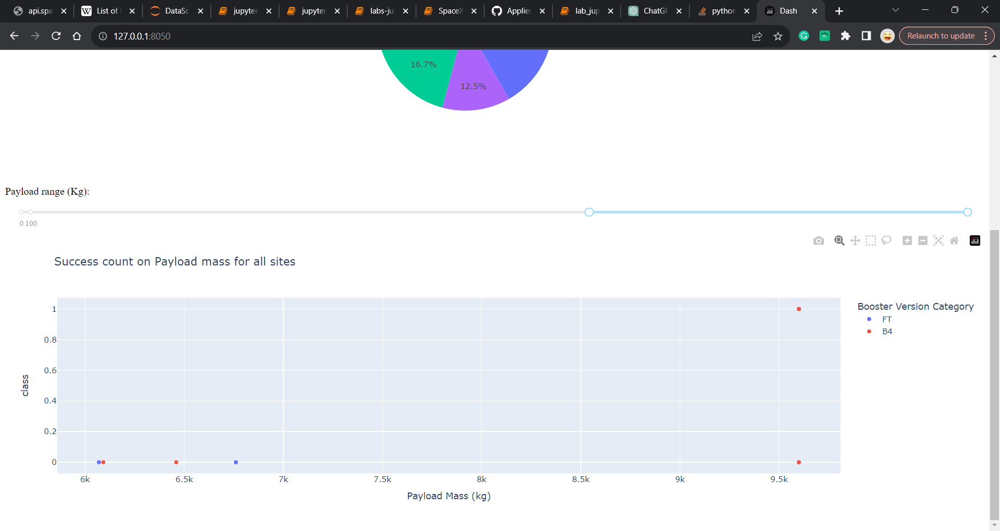 api.spa
List of
DataSc
jupyter
jupyter
labs-ju
SpaceX
Applie
lab_jup
ChatGP
python
Dash
127.0.0.1:8050
Relaunch to update
16.7%
12.5%
Payload range (Kg):
0 100
Success count on Payload mass for all sites
Booster Version Category
FT
B4
class
1
0.8
0.6
0.4
0.2
0
6k 6.5k 7k 7.5k 8k 8.5k 9k 9.5k
Payload Mass (kg)